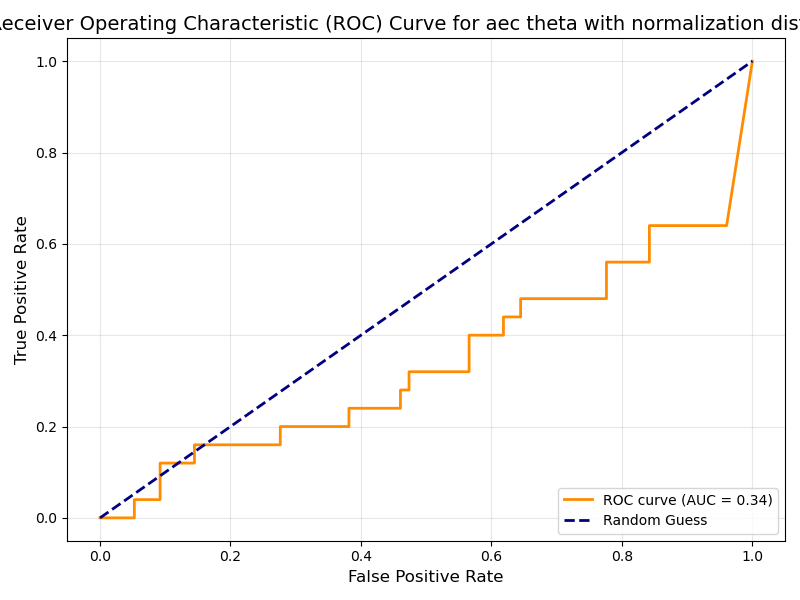 Receiver Operating Characteristic (ROC) Curve for aec theta with normalization
True Positive Rate
1.0
0.8
0.6
0.4
0.2
0.0
ROC curve (AUC = 0.34)
Random Guess
0.0 0.2 0.4 0.6 0.8 1.0
False Positive Rate